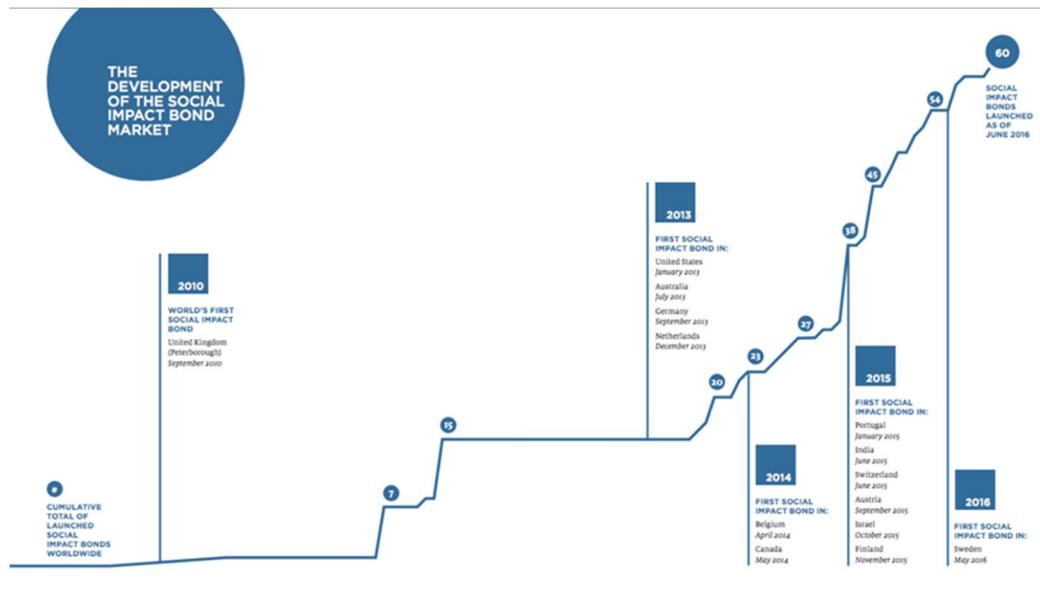 THE
DEVELOPMENT
OF THE SOCIAL
IMPACT BOND
MARKET
#
CUMULATIVE
TOTAL OF
LAUNCHED
SOCIAL
IMPACT BONDS
WORLDWIDE
2010
WORLD'S FIRST
SOCIAL IMPACT
BOND
United Kingdom
(Peterborough)
September 2010
7
15
2013
FIRST SOCIAL
IMPACT BOND IN:
United States
January 2013
Australia
July 2013
Germany
September 2013
Netherlands
December 2013
20
23
2014
FIRST SOCIAL
IMPACT BOND IN:
Belgium
April 2014
Canada
May 2014
27
38
2015
FIRST SOCIAL
IMPACT BOND IN:
Portugal
January 2015
India
June 2015
Switzerland
June 2015
Austria
September 2015
Israel
October 2015
Finland
November 2015
45
54
2016
FIRST SOCIAL
IMPACT BOND IN:
Sweden
May 2016
60
SOCIAL
IMPACT
BONDS
LAUNCHED
AS OF
JUNE 2016